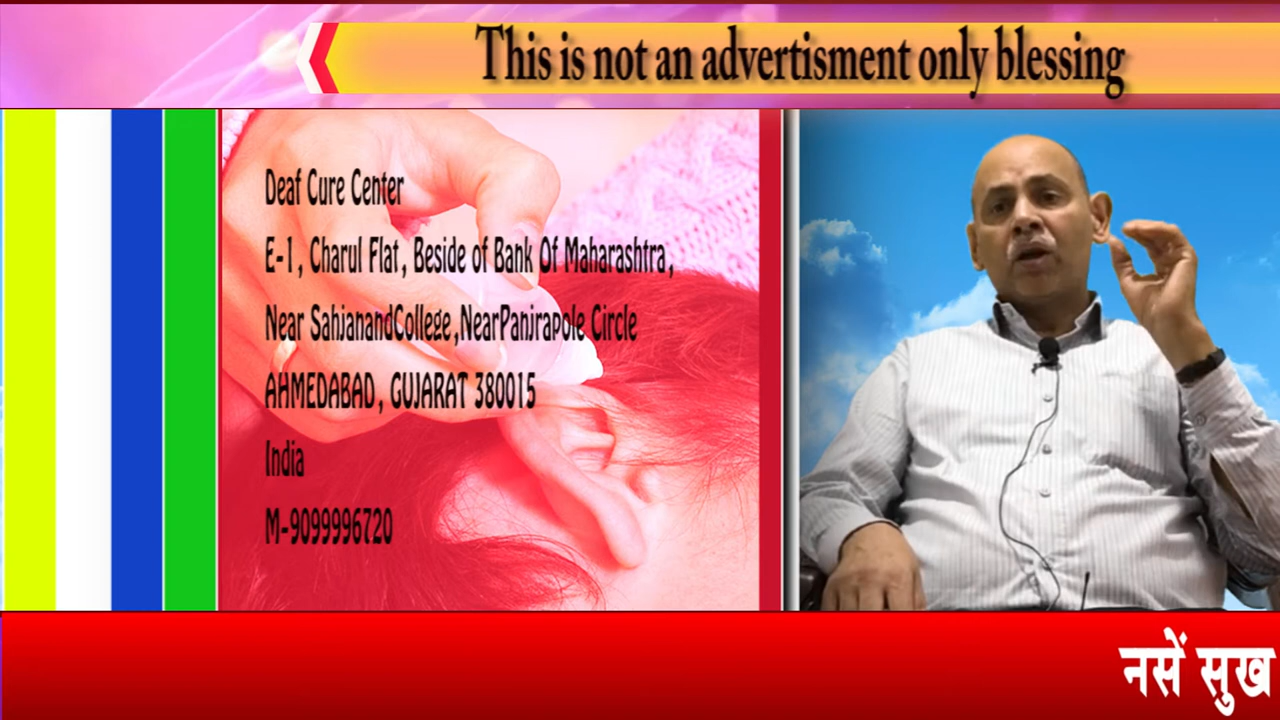 This is not an advertisment only blessing
Deaf Cure Center
E-1, Charul Flat, Beside of Bank Of Maharashtra,
Near SahjanandCollege,NearPanjrapole Circle
AHMEDABAD, GUJARAT 380015
India
M-9099996720
नसें सुख